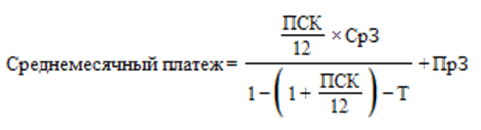 Среднемесячный платеж = ПСК/12 × СрЗ / 1 − (1 + ПСК/12) − Т + ПрЗ